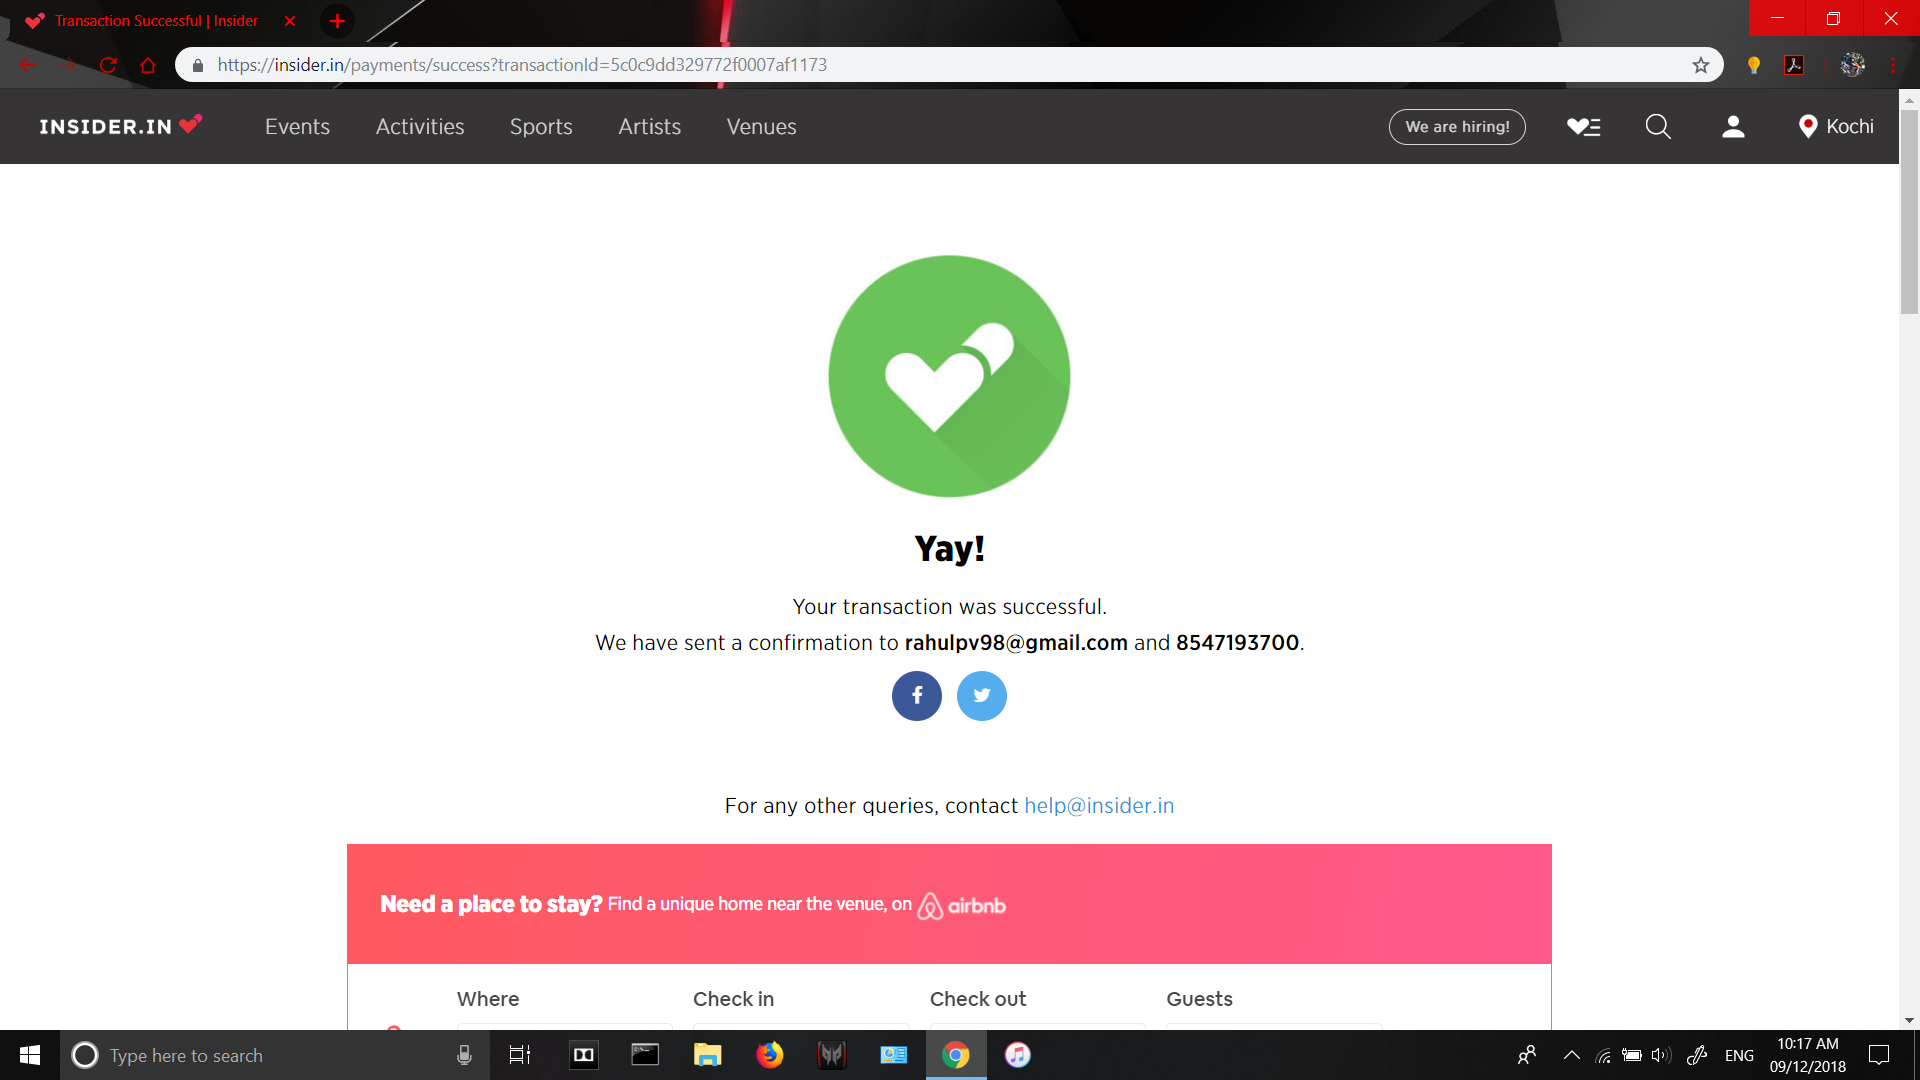 Transaction Successful | Insider
https://insider.in/payments/success?transactionId=5c0c9dd329772f0007af1173
INSIDER.IN Events Activities Sports Artists Venues We are hiring! Kochi
Yay!
Your transaction was successful.
We have sent a confirmation to rahulpv98@gmail.com and 8547193700.
For any other queries, contact help@insider.in
Need a place to stay? Find a unique home near the venue, on airbnb
Where Check in Check out Guests
Type here to search
ENG
10:17 AM
09/12/2018